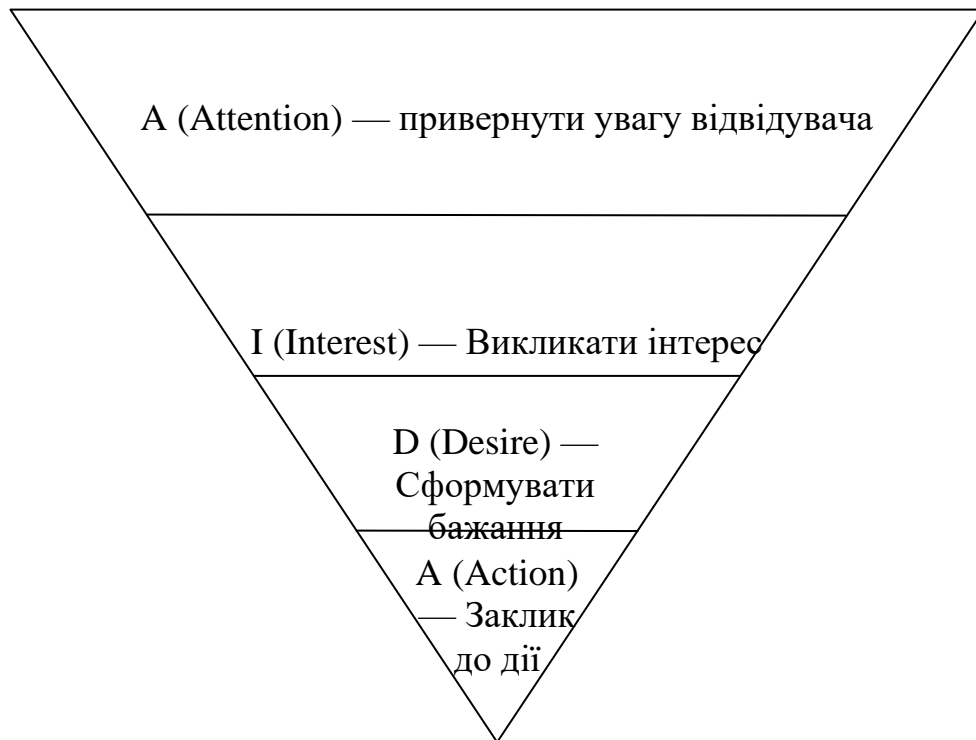 A (Attention) — привернути увагу відвідувача
I (Interest) — Викликати інтерес
D (Desire) —
Сформувати
бажання
A (Action)
— Заклик
до дії